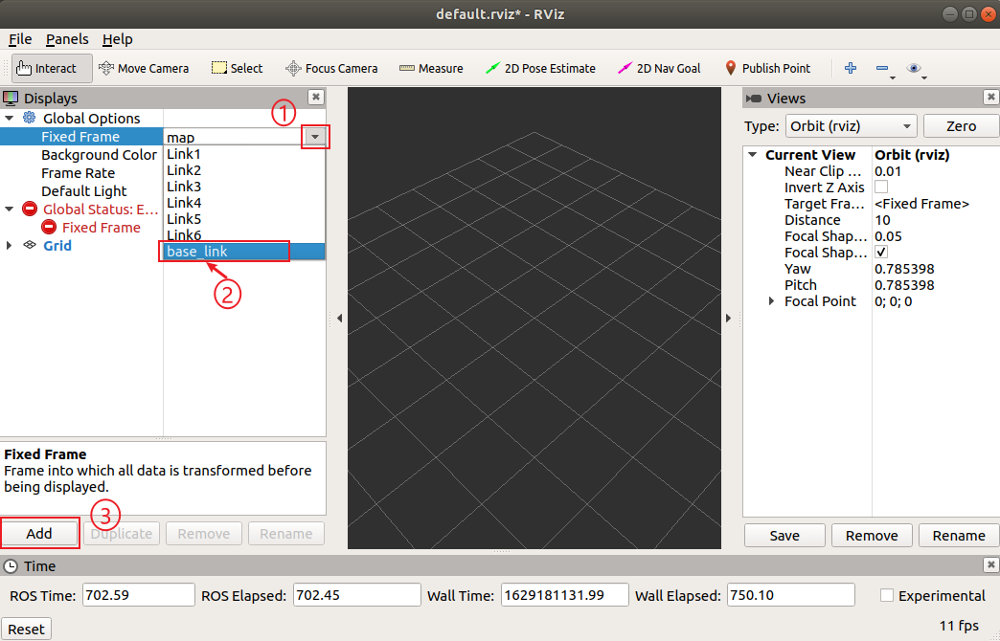 default.rviz* - RViz
File Panels Help
Interact Move Camera Select Focus Camera Measure 2D Pose Estimate 2D Nav Goal Publish Point
Displays
Global Options
1
Fixed Frame map
Background Color Link1
Frame Rate Link2
Default Light Link3
Link4
Global Status: E... Link5
Fixed Frame Link6
Grid base_link
2
Fixed Frame
Frame into which all data is transformed before
being displayed.
3
Add Duplicate Remove Rename
Views
Type: Orbit (rviz) Zero
Current View Orbit (rviz)
Near Clip ... 0.01
Invert Z Axis
Target Fra... <Fixed Frame>
Distance 10
Focal Shap... 0.05
Focal Shap... ✓
Yaw 0.785398
Pitch 0.785398
Focal Point 0; 0; 0
Save Remove Rename
Time
ROS Time: 702.59 ROS Elapsed: 702.45 Wall Time: 1629181131.99 Wall Elapsed: 750.10 Experimental
Reset 11 fps